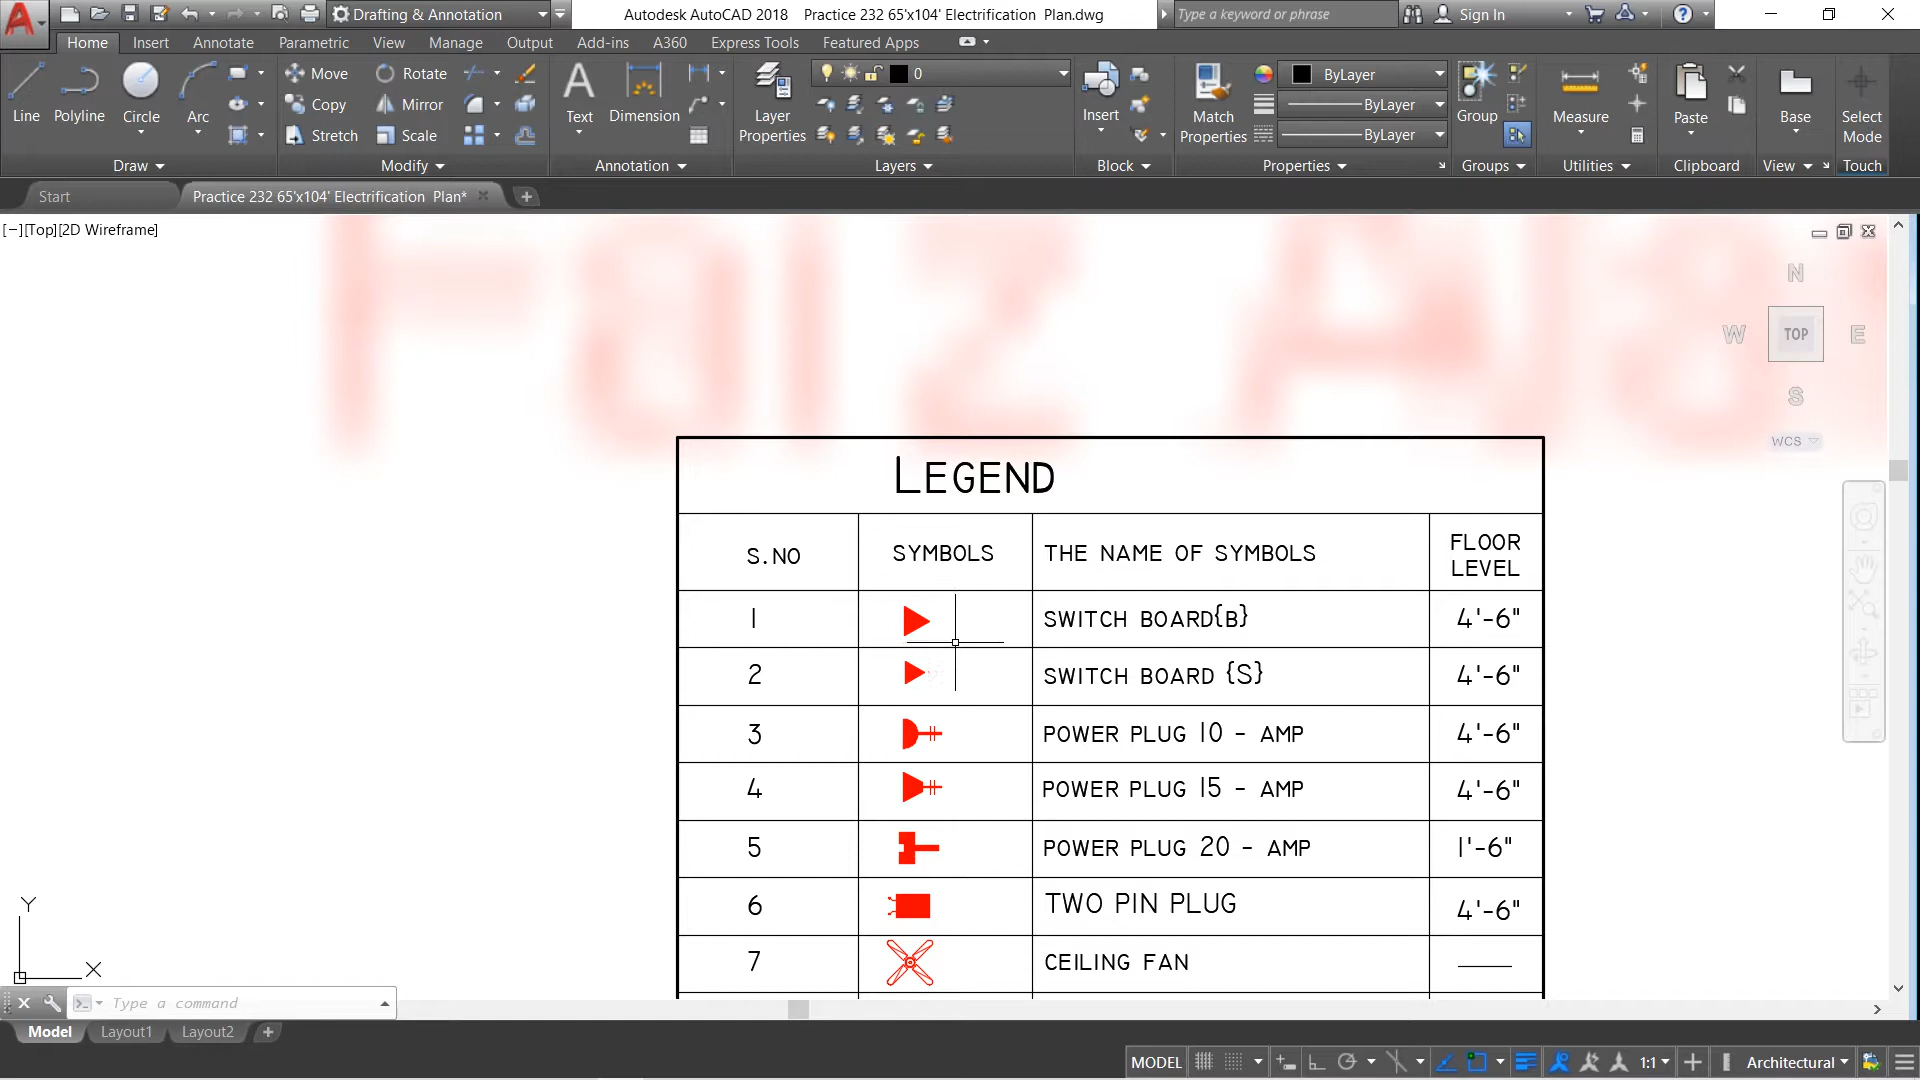 Drafting & Annotation
Autodesk AutoCAD 2018 Practice 232 65'x104' Electrification Plan.dwg
Type a keyword or phrase
Sign In
Home Insert Annotate Parametric View Manage Output Add-ins A360 Express Tools Featured Apps
Line
Polyline
Circle
Arc
Move
Copy
Stretch
Rotate
Mirror
Scale
Text
Dimension
Layer
Properties
0
Insert
Match
Properties
ByLayer
ByLayer
ByLayer
Group
Measure
Paste
Base
Select
Mode
Draw Modify Annotation Layers Block Properties Groups Utilities Clipboard View Touch
Start
Practice 232 65'x104' Electrification Plan*
[−][Top][2D Wireframe]
Faiz Ala
N
W TOP E
S
WCS
LEGEND
S.NO SYMBOLS THE NAME OF SYMBOLS FLOOR
LEVEL
1 SWITCH BOARD{B} 4'-6"
2 SWITCH BOARD {S} 4'-6"
3 POWER PLUG 10 - AMP 4'-6"
4 POWER PLUG 15 - AMP 4'-6"
5 POWER PLUG 20 - AMP 1'-6"
6 TWO PIN PLUG 4'-6"
7 CEILING FAN
Y
X
Type a command
Model Layout1 Layout2
MODEL 1:1 Architectural